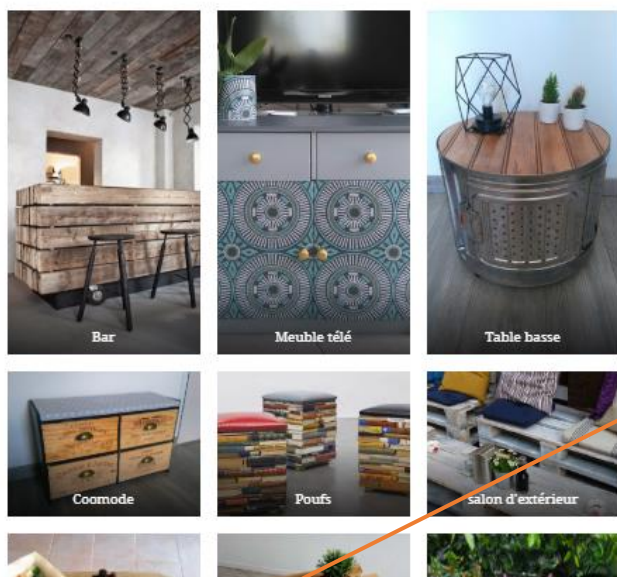 Bar
Meuble télé
Table basse
Coomode
Poufs
salon d'extérieur